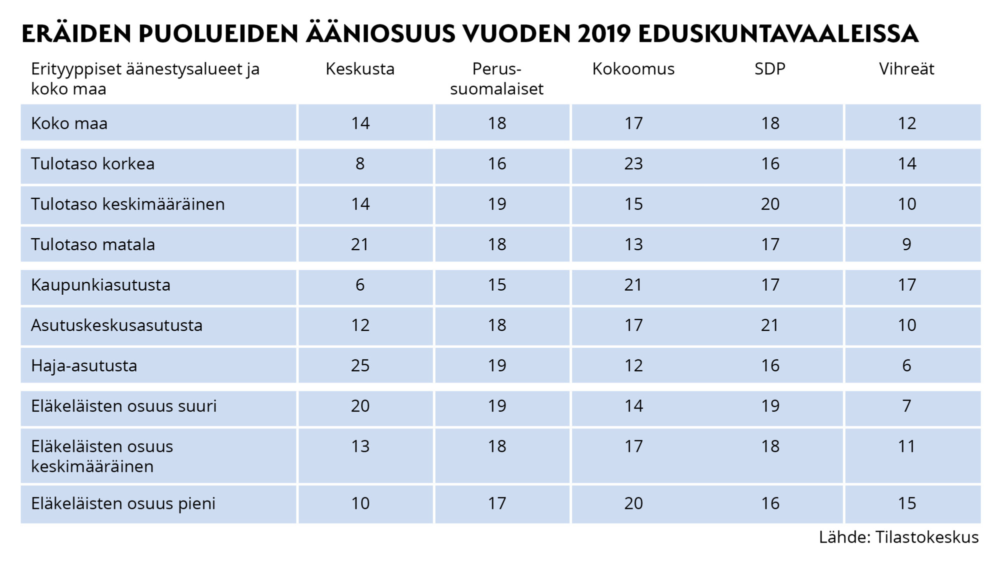 ERÄIDEN PUOLUEIDEN ÄÄNIOSUUS VUODEN 2019 EDUSKUNTAVAALEISSA
Erityyppiset äänestysalueet ja koko maa Keskusta Perus-suomalaiset Kokoomus SDP Vihreät
Koko maa 14 18 17 18 12
Tulotaso korkea 8 16 23 16 14
Tulotaso keskimääräinen 14 19 15 20 10
Tulotaso matala 21 18 13 17 9
Kaupunkiasutusta 6 15 21 17 17
Asutuskeskusasutusta 12 18 17 21 10
Haja-asutusta 25 19 12 16 6
Eläkeläisten osuus suuri 20 19 14 19 7
Eläkeläisten osuus keskimääräinen 13 18 17 18 11
Eläkeläisten osuus pieni 10 17 20 16 15
Lähde: Tilastokeskus